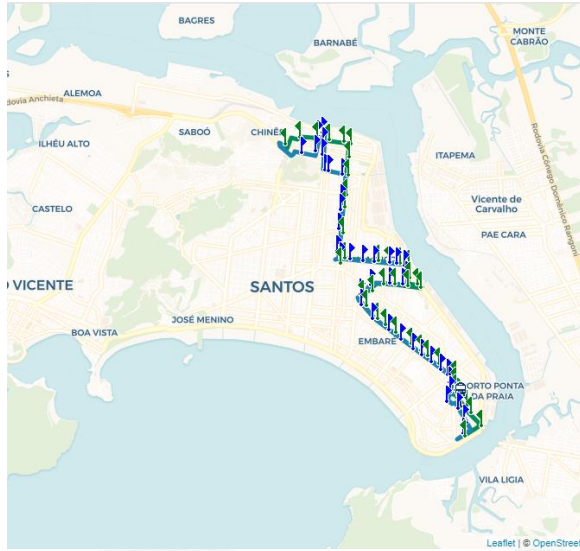 BAGRES
BARNABÉ
MONTE
CABRÃO
ALEMOA
Rodovia Anchieta
SABOÓ
ILHÉU ALTO
ITAPEMA
Rodovia Cônego Domênico Rangoni
CASTELO
Vicente de
Carvalho
PAE CARA
VICENTE
SANTOS
JOSÉ MENINO
BOA VISTA
EMBARÉ
PORTO PONTA
DA PRAIA
VILA LIGIA
Leaflet | © OpenStreet